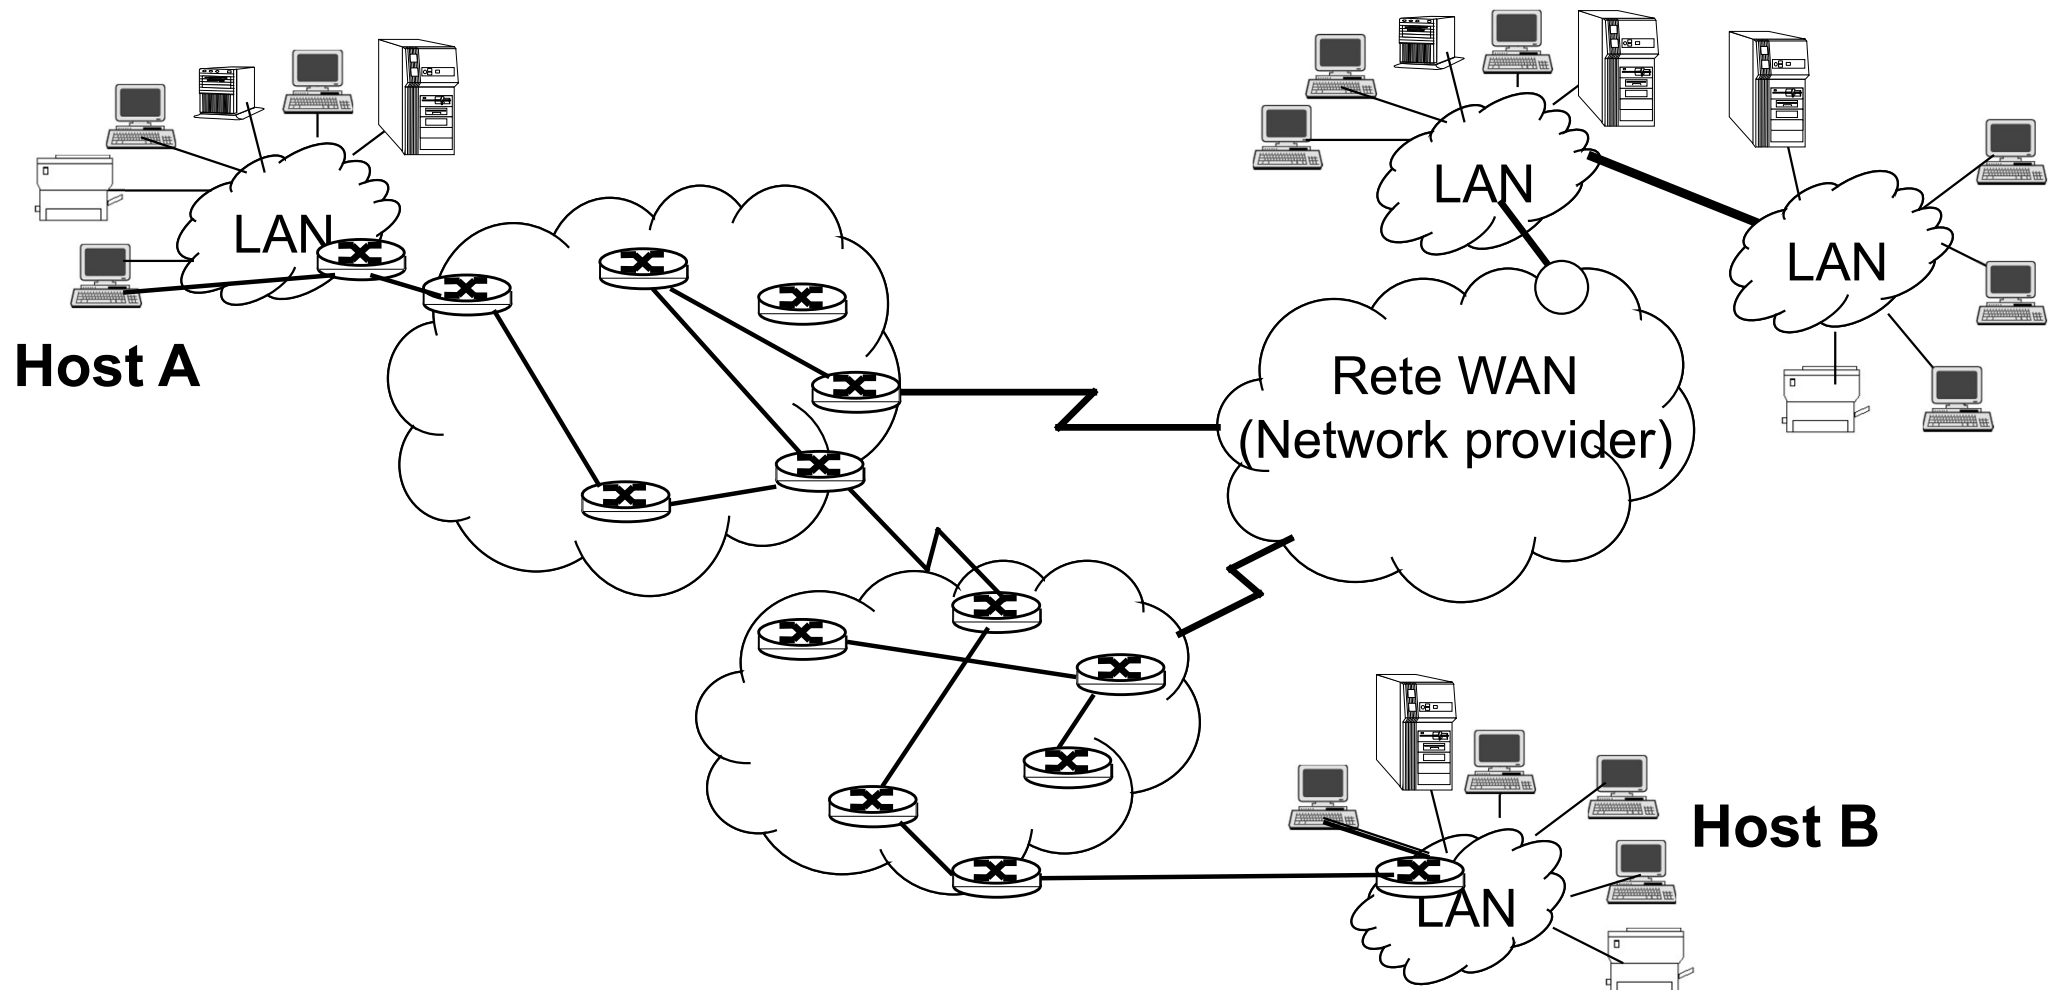 LAN
Host A
LAN
LAN
Rete WAN
(Network provider)
Host B
LAN